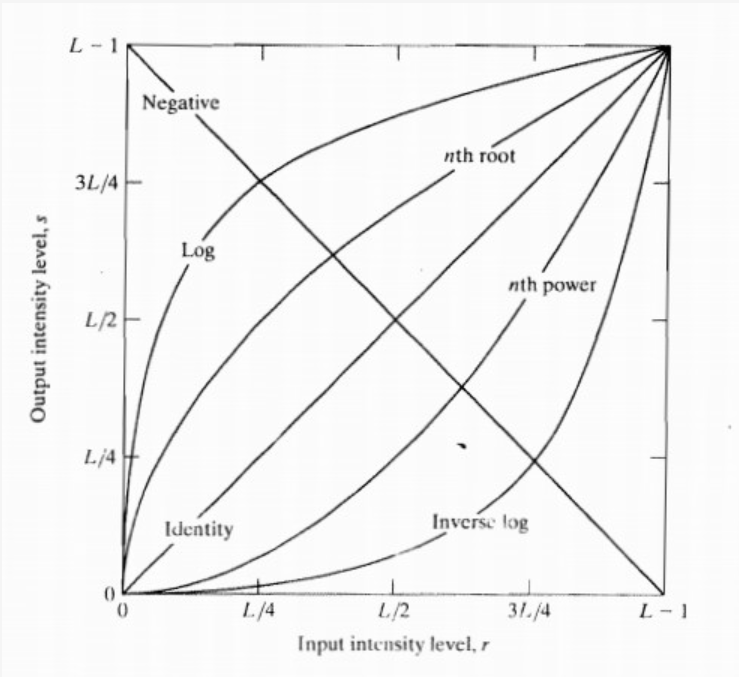 L − 1
Negative
nth root
3L/4
Log
nth power
L/2
L/4
Identity
Inverse log
0
0
L/4
L/2
3L/4
L − 1
Input intensity level, r
Output intensity level, s